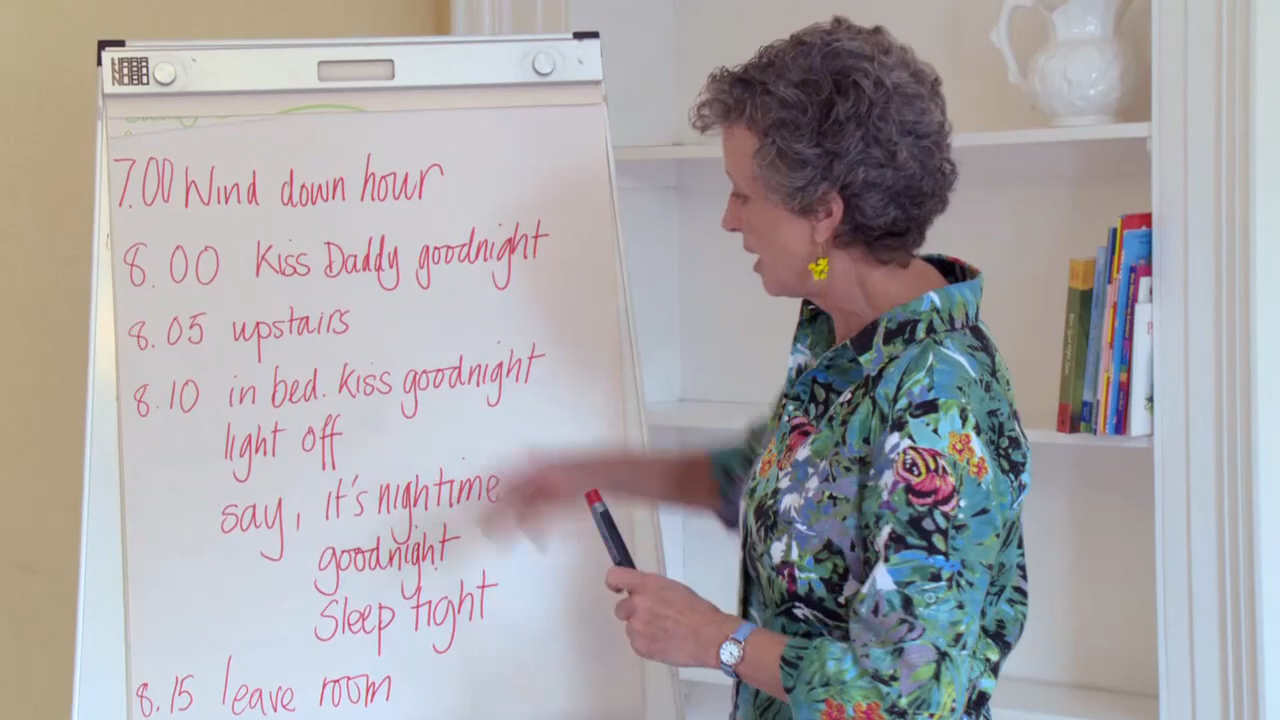 7.00 Wind down hour
8.00 Kiss Daddy goodnight
8.05 upstairs
8.10 in bed. Kiss goodnight
light off
say, it's nightime
goodnight
Sleep tight
8.15 leave room